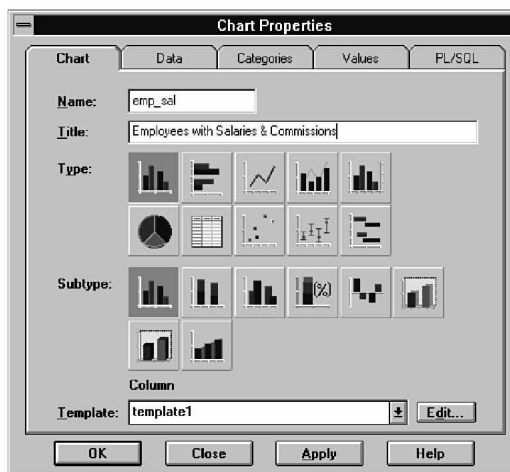 Chart Properties
Chart Data Categories Values PL/SQL
Name: emp_sal
Title: Employees with Salaries & Commissions
Type:
Subtype:
(%)
Column
Template: template1 Edit...
OK Close Apply Help